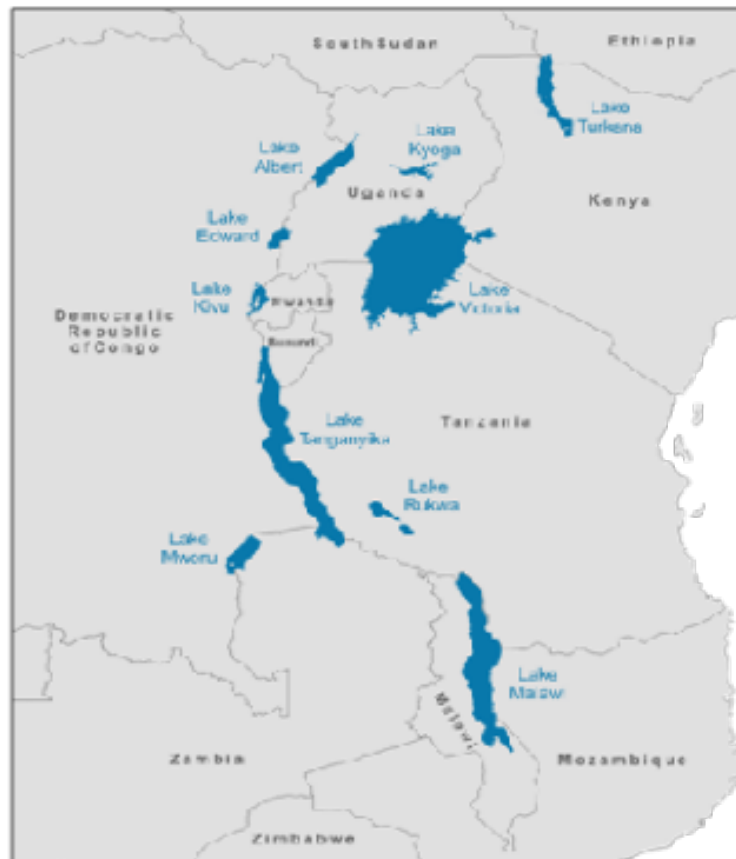 South Sudan
Ethiopia
Lake
Turkana
Lake
Albert
Lake
Kyoga
Uganda
Kenya
Lake
Edward
Lake
Kivu
Rwanda
Lake
Victoria
Democratic
Republic
of Congo
Burundi
Lake
Tanganyika
Tanzania
Lake
Rukwa
Lake
Mweru
Lake
Malawi
Malawi
Zambia
Mozambique
Zimbabwe